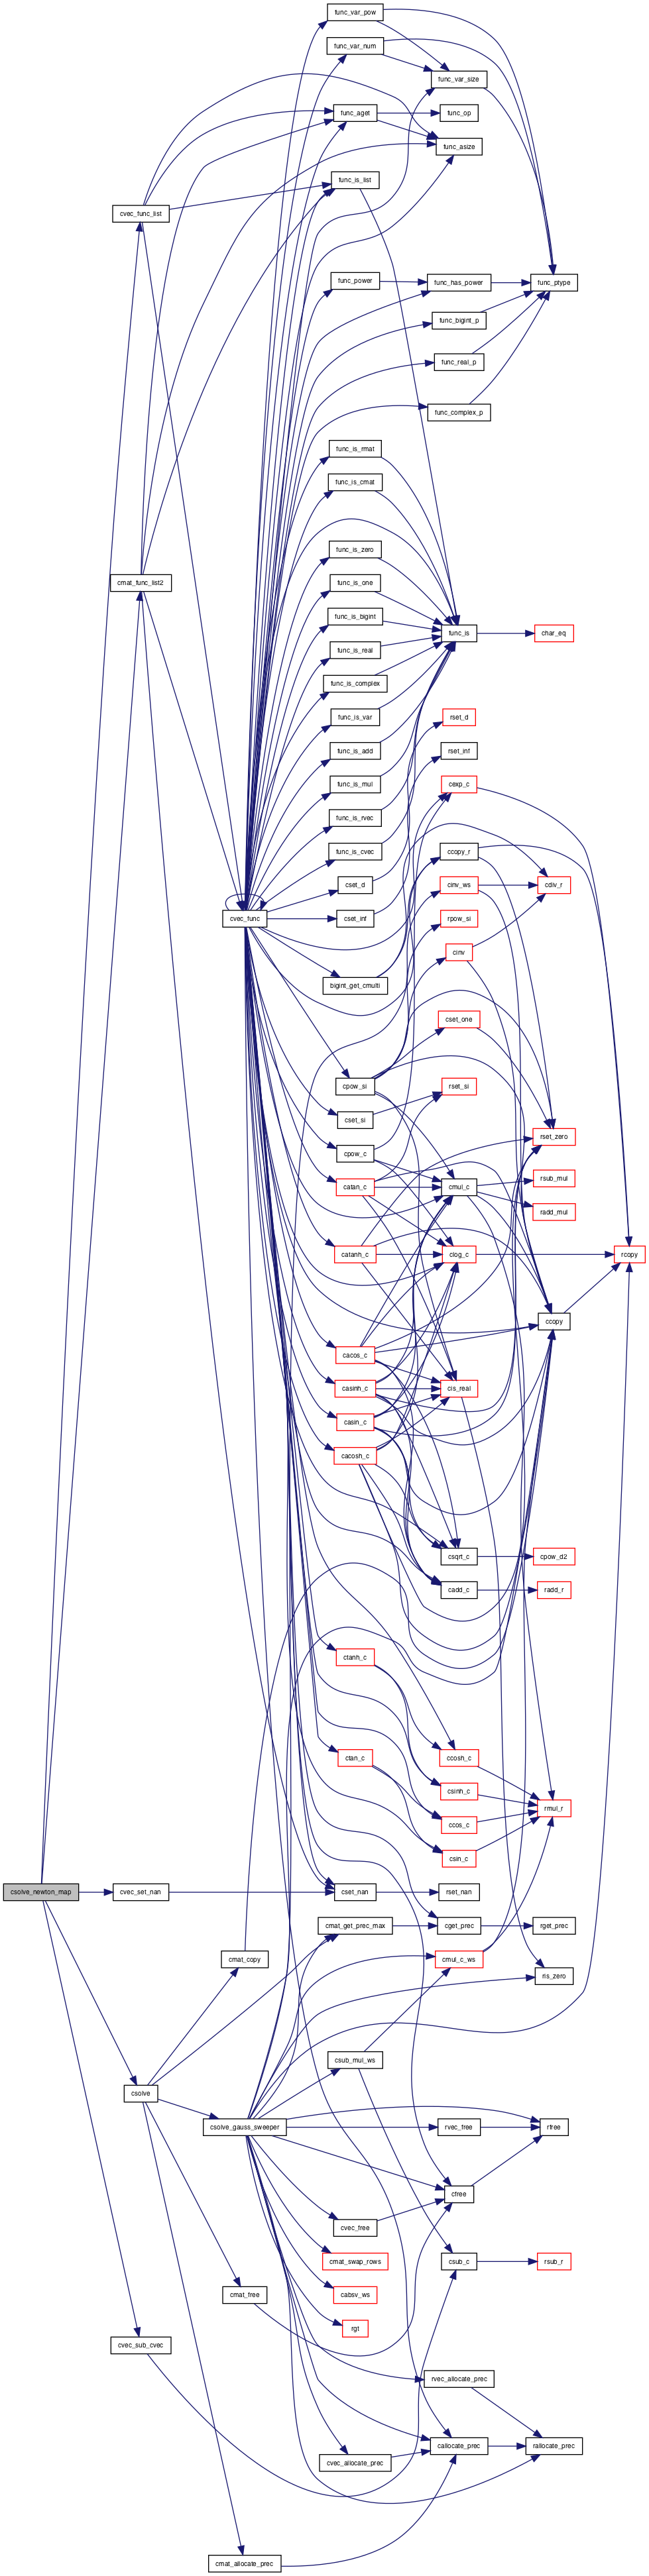 func_var_pow
func_var_num
func_var_size
func_aget
func_op
func_asize
func_is_list
cvec_func_list
func_power
func_has_power
func_ptype
func_bigint_p
func_real_p
func_complex_p
func_is_rmat
func_is_cmat
func_is_zero
cmat_func_list2
func_is_one
func_is_bigint
func_is
char_eq
func_is_real
func_is_complex
func_is_var
rset_d
func_is_add
rset_inf
func_is_mul
cexp_c
func_is_rvec
func_is_cvec
ccopy_r
cset_d
cinv_ws
cdiv_r
cvec_func
cset_inf
rpow_si
cinv
bigint_get_cmulti
cset_one
cpow_si
rset_si
cset_si
rset_zero
cpow_c
catan_c
cmul_c
rsub_mul
radd_mul
catanh_c
clog_c
rcopy
ccopy
cacos_c
casinh_c
cis_real
casin_c
cacosh_c
csqrt_c
cpow_d2
cadd_c
radd_r
ctanh_c
ctan_c
ccosh_c
csinh_c
rmul_r
ccos_c
csin_c
csolve_newton_map
cvec_set_nan
cset_nan
rset_nan
cmat_get_prec_max
cget_prec
rget_prec
cmat_copy
cmul_c_ws
ris_zero
csub_mul_ws
csolve
csolve_gauss_sweeper
rvec_free
rfree
cfree
cvec_free
cmat_swap_rows
csub_c
rsub_r
cmat_free
cabsv_ws
rgt
cvec_sub_cvec
rvec_allocate_prec
callocate_prec
rallocate_prec
cvec_allocate_prec
cmat_allocate_prec